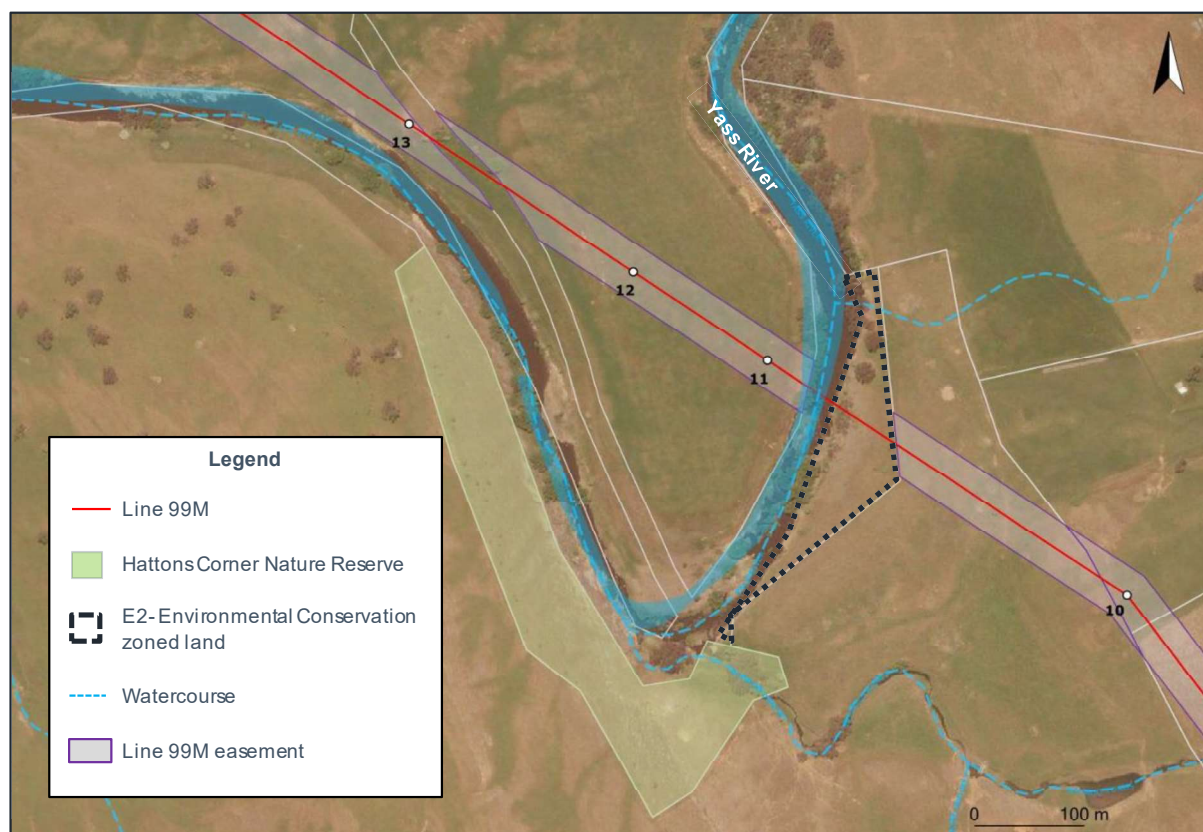 Yass River
13
12
11
10
Legend
Line 99M
Hattons Corner Nature Reserve
E2- Environmental Conservation
zoned land
Watercourse
Line 99M easement
0 100 m